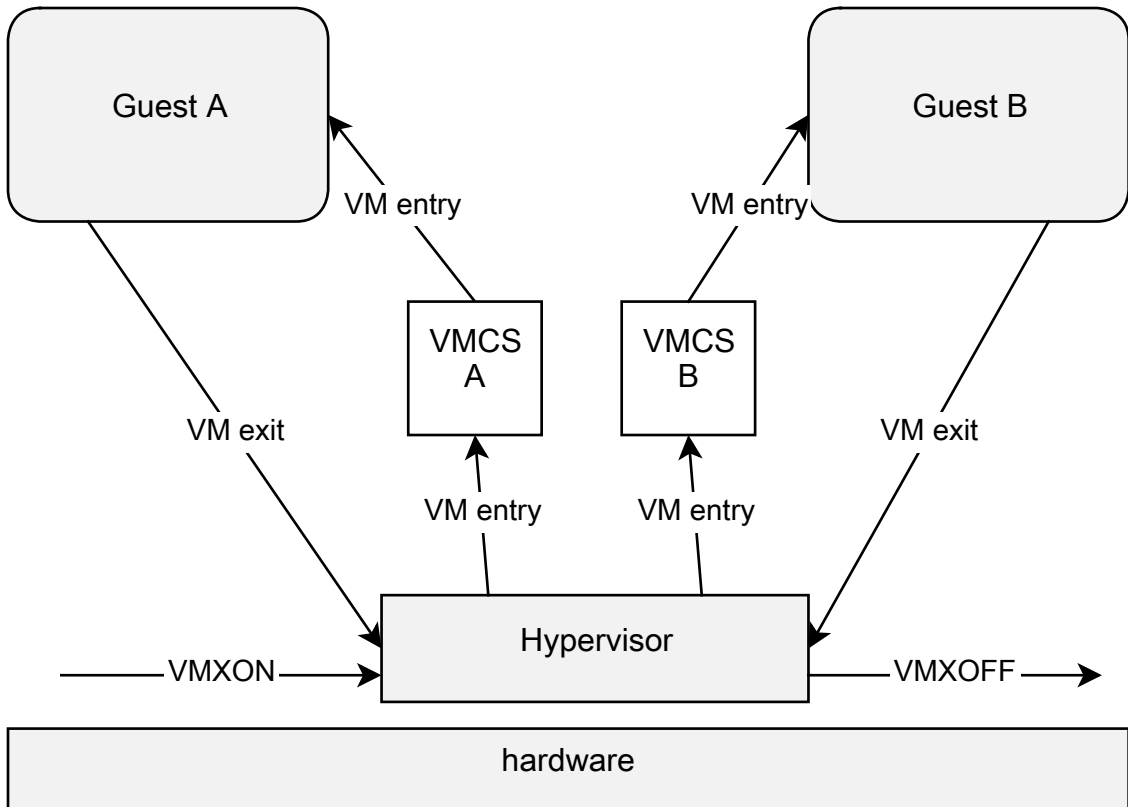 Guest A
Guest B
VM entry
VM entry
VMCS
A
VMCS
B
VM exit
VM exit
VM entry
VM entry
Hypervisor
VMXON
VMXOFF
hardware